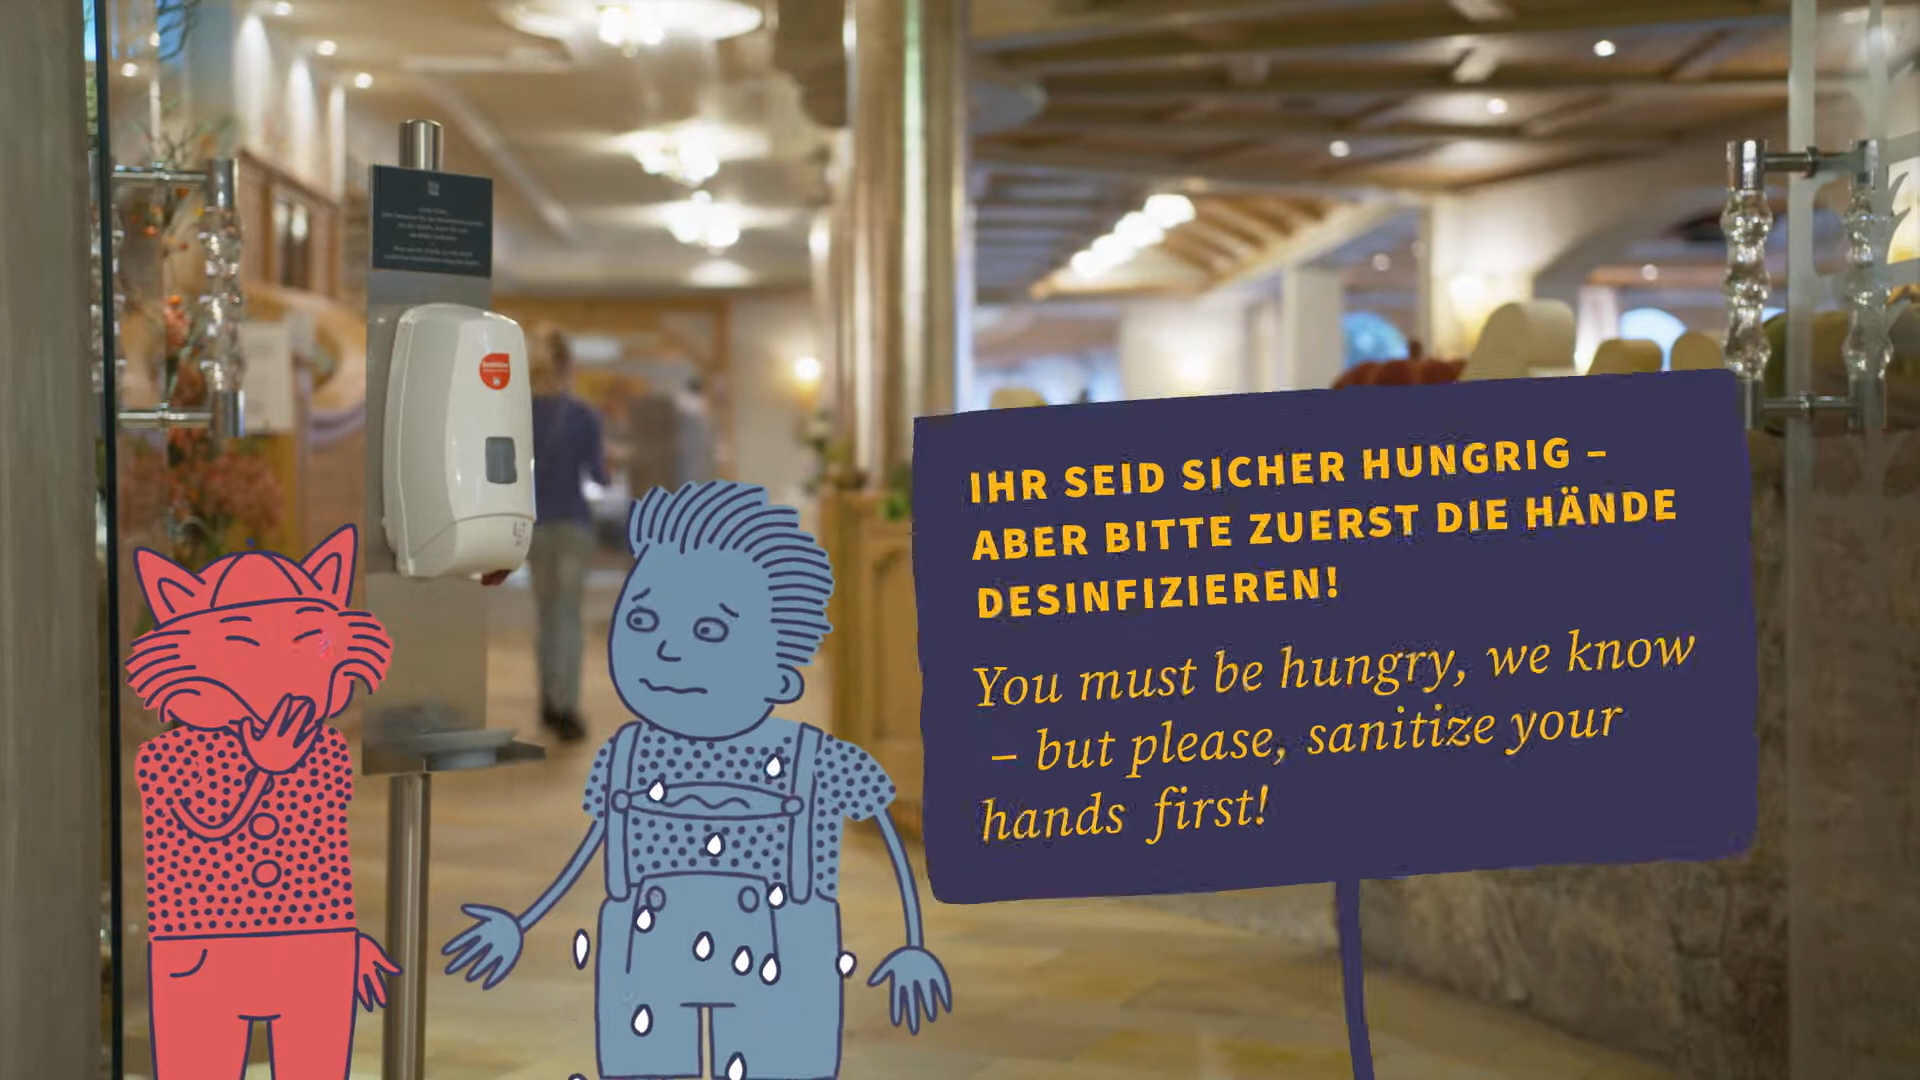 IHR SEID SICHER HUNGRIG –
ABER BITTE ZUERST DIE HÄNDE
DESINFIZIEREN!
You must be hungry, we know
– but please, sanitize your
hands first!